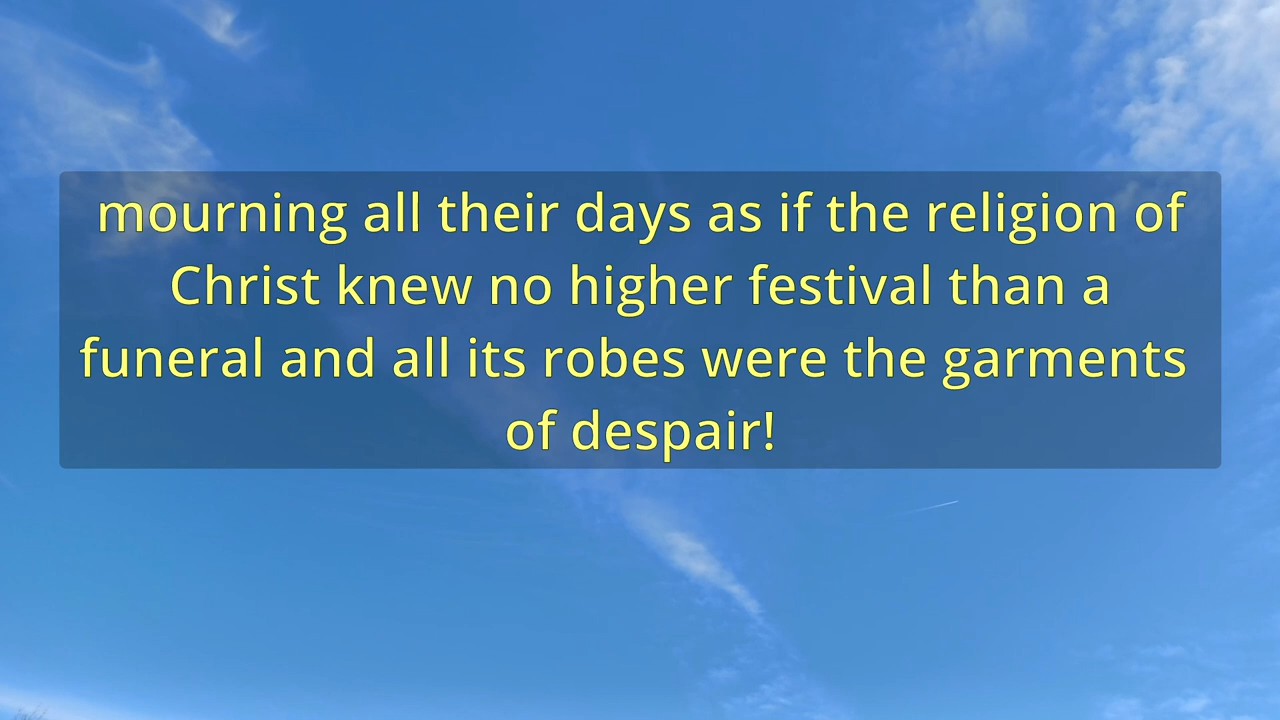 mourning all their days as if the religion of
Christ knew no higher festival than a
funeral and all its robes were the garments
of despair!